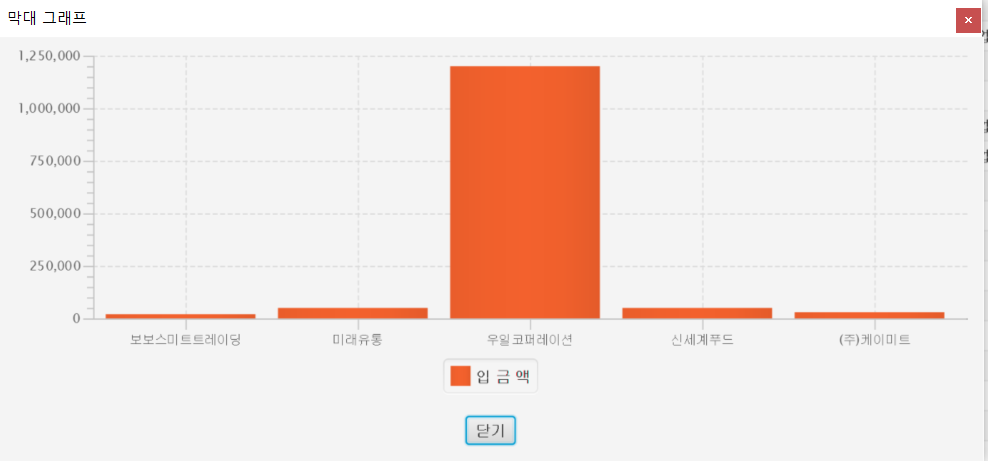 막대 그래프
1,250,000
1,000,000
750,000
500,000
250,000
0
보보스미트트레이딩 미래유통 우일코퍼레이션 신세계푸드 (주)케이미트
입 금 액
닫기